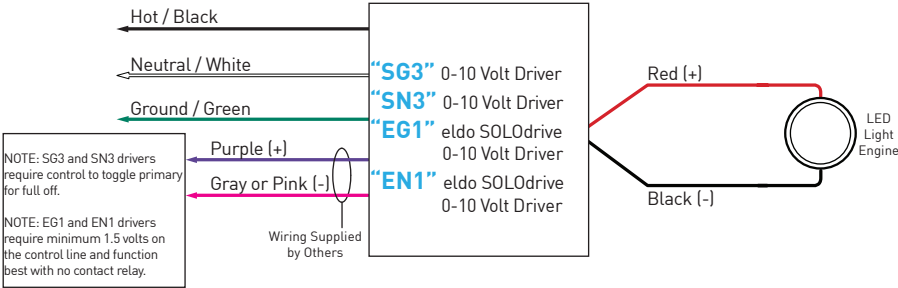 Hot / Black
Neutral / White
Ground / Green
Purple (+)
Gray or Pink (-)
NOTE: SG3 and SN3 drivers
require control to toggle primary
for full off.
NOTE: EG1 and EN1 drivers
require minimum 1.5 volts on
the control line and function
best with no contact relay.
Wiring Supplied
by Others
“SG3” 0-10 Volt Driver
“SN3” 0-10 Volt Driver
“EG1” eldo SOLOdrive
0-10 Volt Driver
“EN1” eldo SOLOdrive
0-10 Volt Driver
Red (+)
Black (-)
LED
Light
Engine